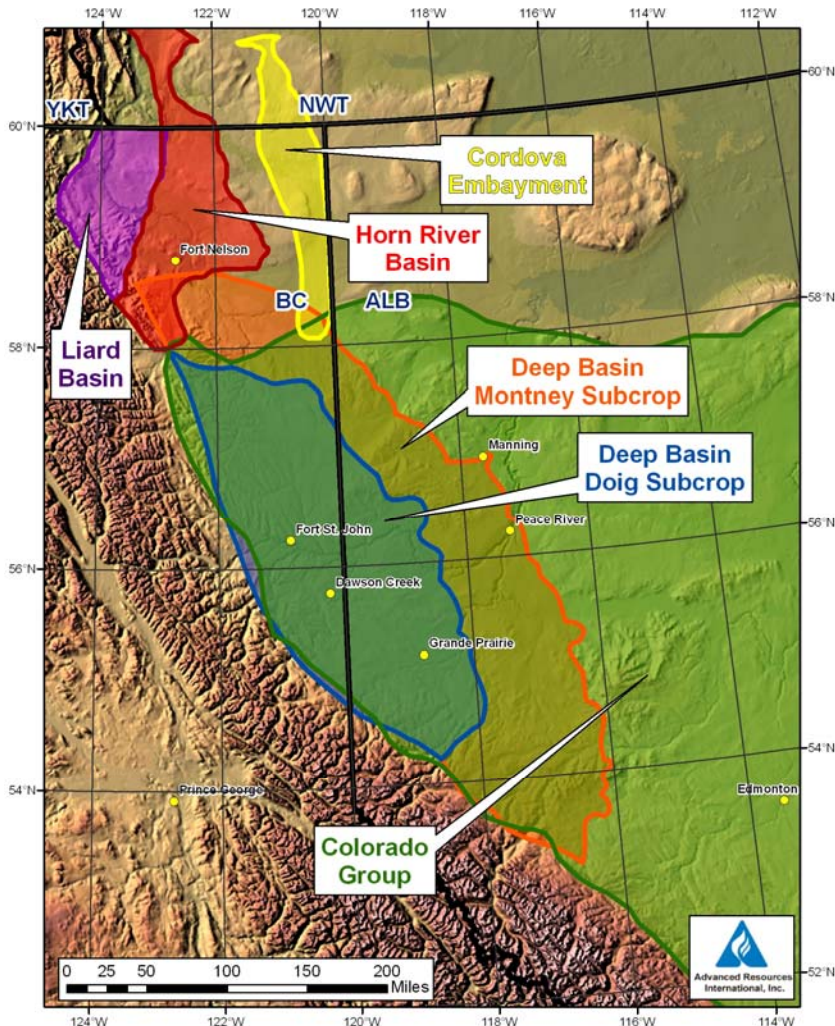 124°W
122°W
120°W
118°W
116°W
114°W
112°W
60°N
60°N
YKT
NWT
Cordova
Embayment
Horn River
Basin
Fort Nelson
BC
ALB
58°N
58°N
Liard
Basin
Deep Basin
Montney Subcrop
Manning
Deep Basin
Doig Subcrop
Fort St. John
Peace River
56°N
56°N
Dawson Creek
Grande Prairie
54°N
54°N
Prince George
Edmonton
Colorado
Group
Advanced Resources
International, Inc.
0 25 50 100 150 200
Miles
52°N
124°W
122°W
120°W
118°W
116°W
114°W